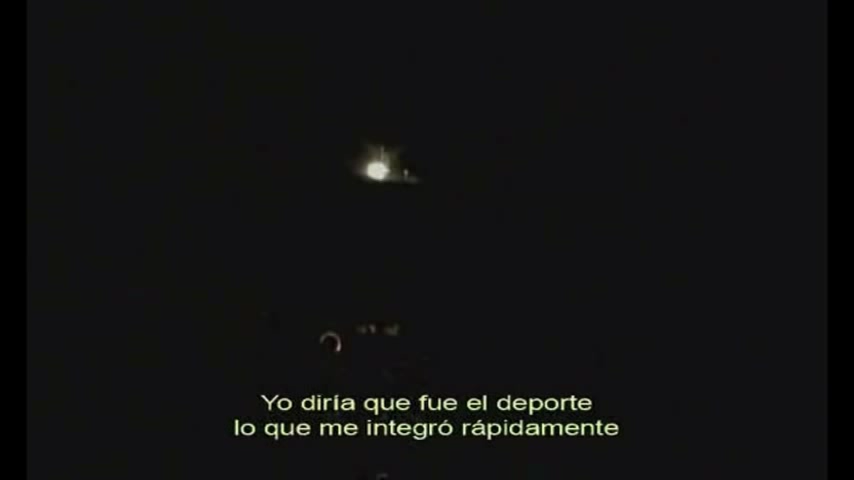 Yo diría que fue el deporte
lo que me integró rápidamente